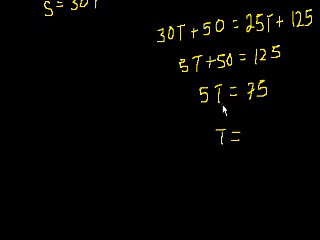 S = 30T
30T + 50 = 25T + 125
5T + 50 = 125
5T = 75
T =